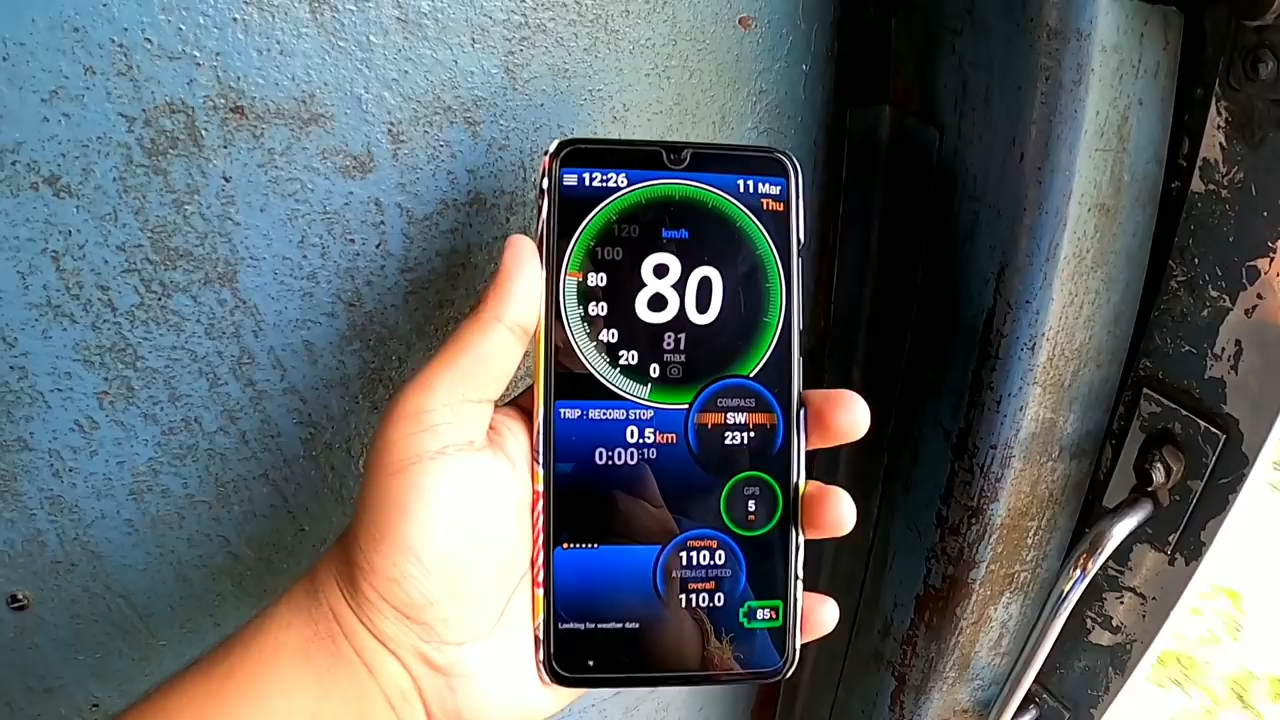 12:26
11 Mar
Thu
km/h
120
100
80
60
40
20
0
80
81
max
TRIP : RECORD STOP
0.5km
0:00:10
COMPASS
SW
231°
GPS
5
m
moving
110.0
AVERAGE SPEED
overall
110.0
85%
Looking for weather data